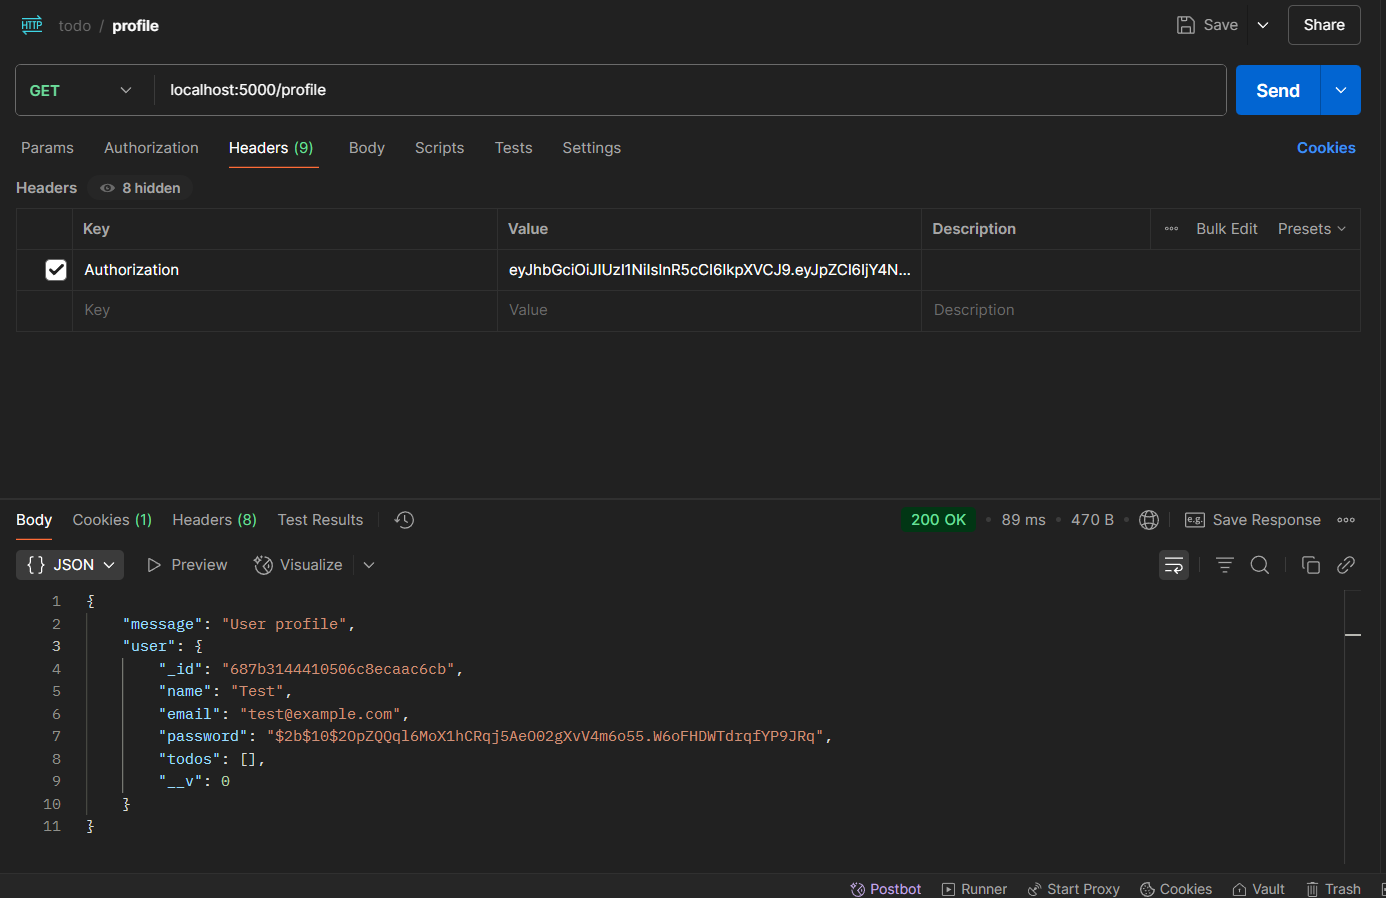 HTTP todo / profile Save Share
GET localhost:5000/profile Send
Params Authorization Headers (9) Body Scripts Tests Settings Cookies
Headers 8 hidden
Key Value Description Bulk Edit Presets
Authorization eyJhbGciOiJIUzI1NiIsInR5cCI6IkpXVCJ9.eyJpZCI6IjY4N...
Key Value Description
Body Cookies (1) Headers (8) Test Results 200 OK • 89 ms • 470 B • e.g. Save Response
{} JSON Preview Visualize
1 {
2 "message": "User profile",
3 "user": {
4 "_id": "687b3144410506c8ecaac6cb",
5 "name": "Test",
6 "email": "test@example.com",
7 "password": "$2b$10$2OpZQQql6MoX1hCRqj5AeO02gXvV4m6o55.W6oFHDWTdrqfYP9JRq",
8 "todos": [],
9 "__v": 0
10 }
11 }
Postbot Runner Start Proxy Cookies Vault Trash